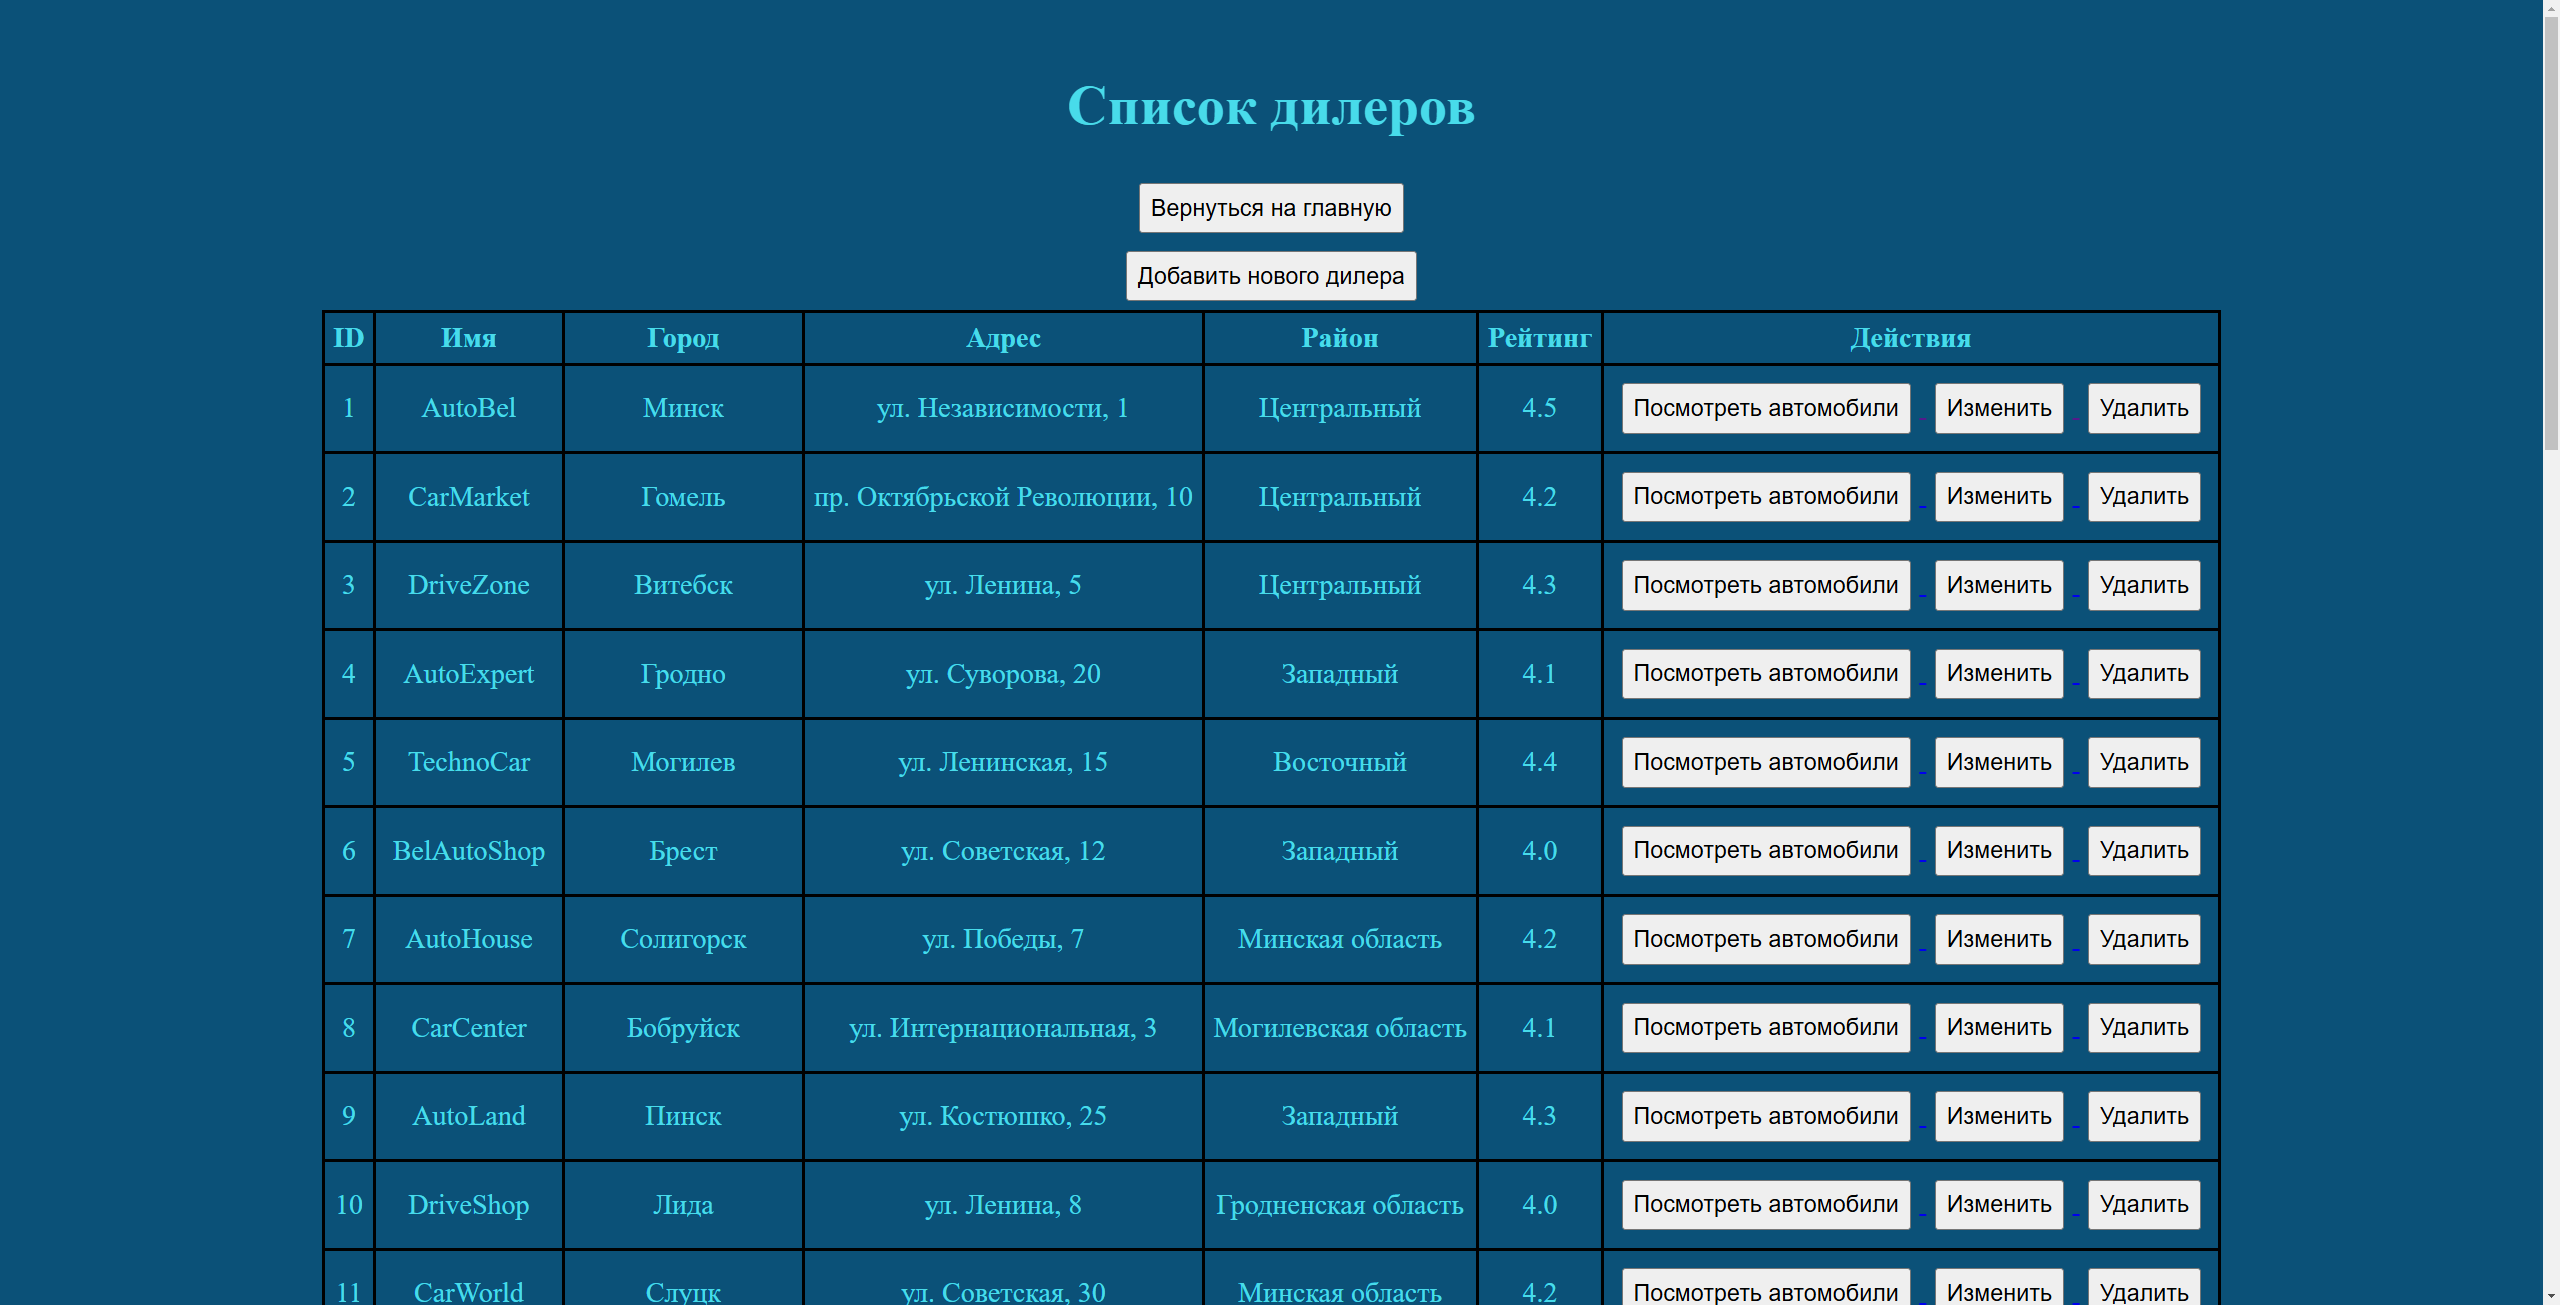 Список дилеров
Вернуться на главную
Добавить нового дилера
ID Имя Город Адрес Район Рейтинг Действия
1 AutoBel Минск ул. Независимости, 1 Центральный 4.5 Посмотреть автомобили Изменить Удалить
2 CarMarket Гомель пр. Октябрьской Революции, 10 Центральный 4.2 Посмотреть автомобили Изменить Удалить
3 DriveZone Витебск ул. Ленина, 5 Центральный 4.3 Посмотреть автомобили Изменить Удалить
4 AutoExpert Гродно ул. Суворова, 20 Западный 4.1 Посмотреть автомобили Изменить Удалить
5 TechnoCar Могилев ул. Ленинская, 15 Восточный 4.4 Посмотреть автомобили Изменить Удалить
6 BelAutoShop Брест ул. Советская, 12 Западный 4.0 Посмотреть автомобили Изменить Удалить
7 AutoHouse Солигорск ул. Победы, 7 Минская область 4.2 Посмотреть автомобили Изменить Удалить
8 CarCenter Бобруйск ул. Интернациональная, 3 Могилевская область 4.1 Посмотреть автомобили Изменить Удалить
9 AutoLand Пинск ул. Костюшко, 25 Западный 4.3 Посмотреть автомобили Изменить Удалить
10 DriveShop Лида ул. Ленина, 8 Гродненская область 4.0 Посмотреть автомобили Изменить Удалить
11 CarWorld Слуцк ул. Советская, 30 Минская область 4.2 Посмотреть автомобили Изменить Удалить